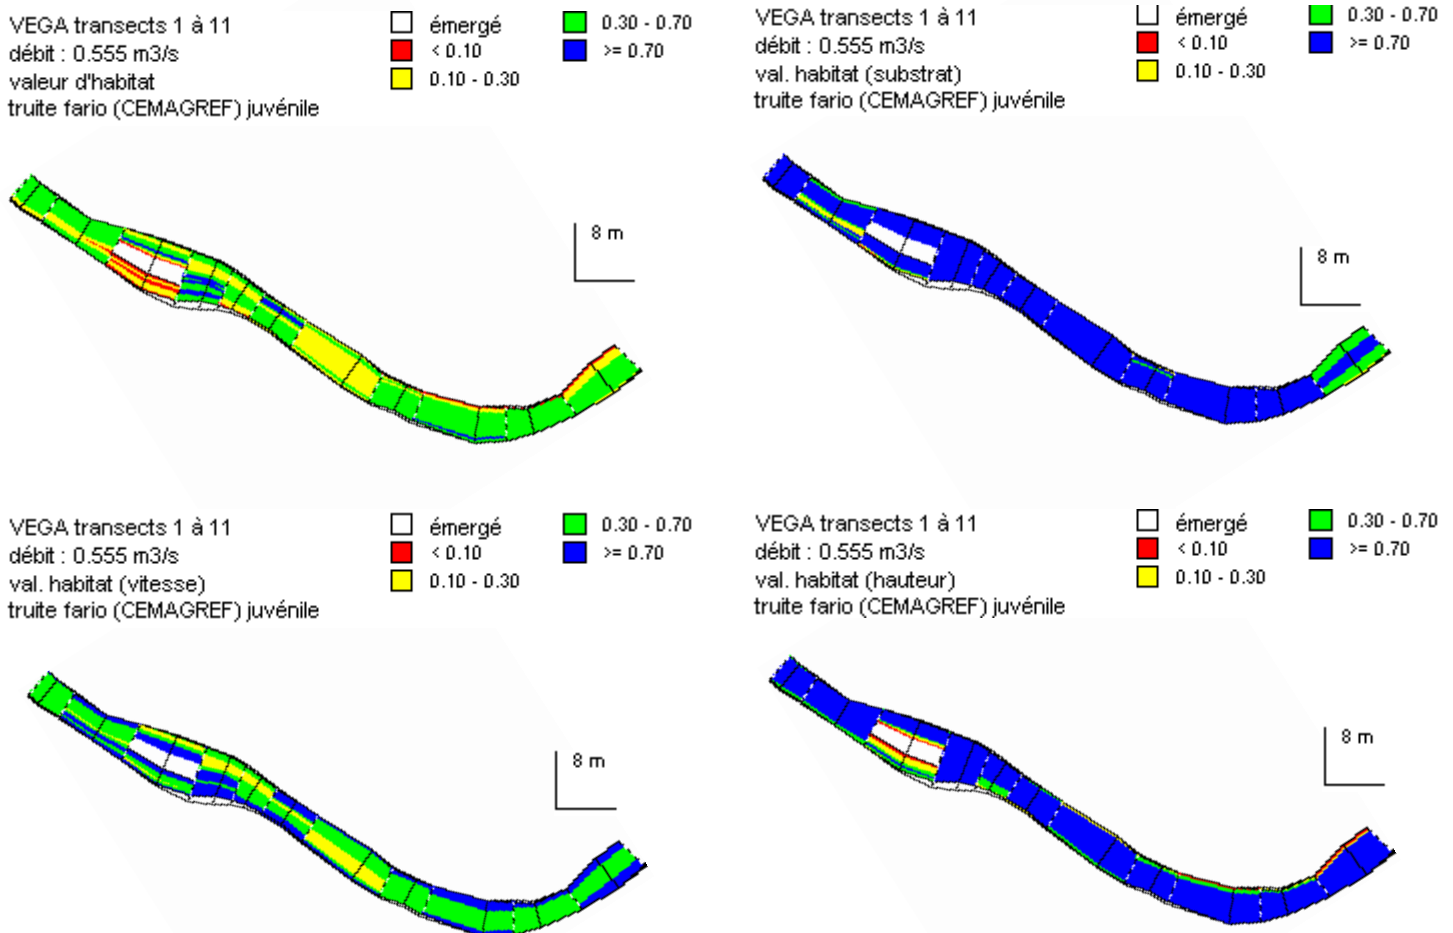 VEGA transects 1 à 11
débit : 0.555 m3/s
valeur d'habitat
truite fario (CEMAGREF) juvénile
émergé
< 0.10
0.10 - 0.30
0.30 - 0.70
>= 0.70
8 m
VEGA transects 1 à 11
débit : 0.555 m3/s
val. habitat (substrat)
truite fario (CEMAGREF) juvénile
émergé
< 0.10
0.10 - 0.30
0.30 - 0.70
>= 0.70
8 m
VEGA transects 1 à 11
débit : 0.555 m3/s
val. habitat (vitesse)
truite fario (CEMAGREF) juvénile
émergé
< 0.10
0.10 - 0.30
0.30 - 0.70
>= 0.70
8 m
VEGA transects 1 à 11
débit : 0.555 m3/s
val. habitat (hauteur)
truite fario (CEMAGREF) juvénile
émergé
< 0.10
0.10 - 0.30
0.30 - 0.70
>= 0.70
8 m